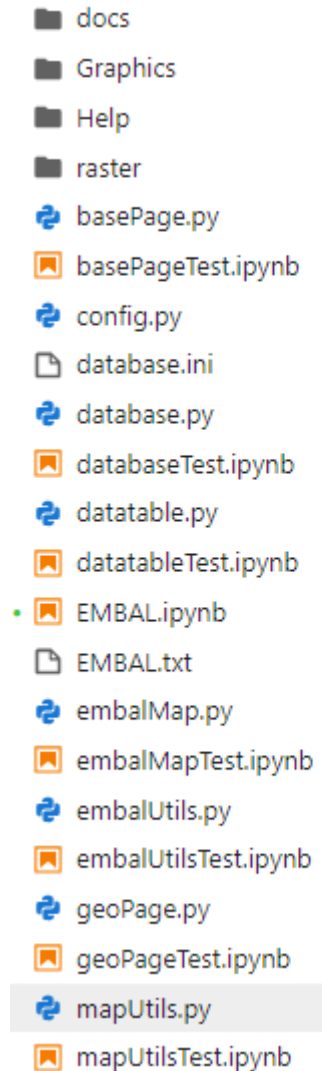 docs
Graphics
Help
raster
basePage.py
basePageTest.ipynb
config.py
database.ini
database.py
databaseTest.ipynb
datatable.py
datatableTest.ipynb
EMBAL.ipynb
EMBAL.txt
embalMap.py
embalMapTest.ipynb
embalUtils.py
embalUtilsTest.ipynb
geoPage.py
geoPageTest.ipynb
mapUtils.py
mapUtilsTest.ipynb